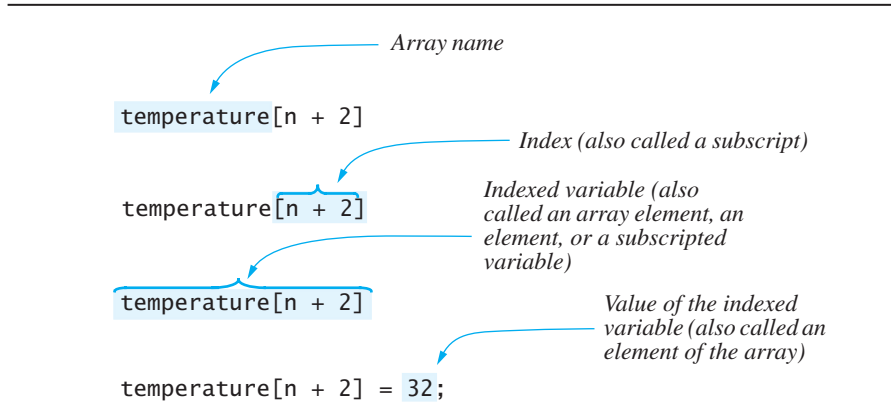 Array name
temperature[n + 2]
Index (also called a subscript)
temperature[n + 2]
Indexed variable (also
called an array element, an
element, or a subscripted
variable)
temperature[n + 2]
Value of the indexed
variable (also called an
element of the array)
temperature[n + 2] = 32;